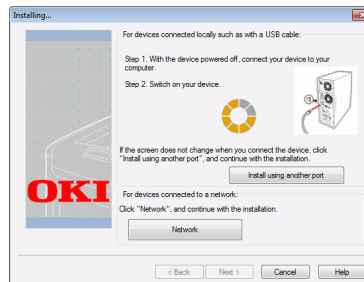 Installing...
For devices connected locally such as with a USB cable:
Step 1. With the device powered off, connect your device to your
computer.
Step 2. Switch on your device.
If the screen does not change when you connect the device, click
"Install using another port", and continue with the installation.
Install using another port
OKI
For devices connected to a network:
Click "Network", and continue with the installation.
Network
< Back
Next >
Cancel
Help